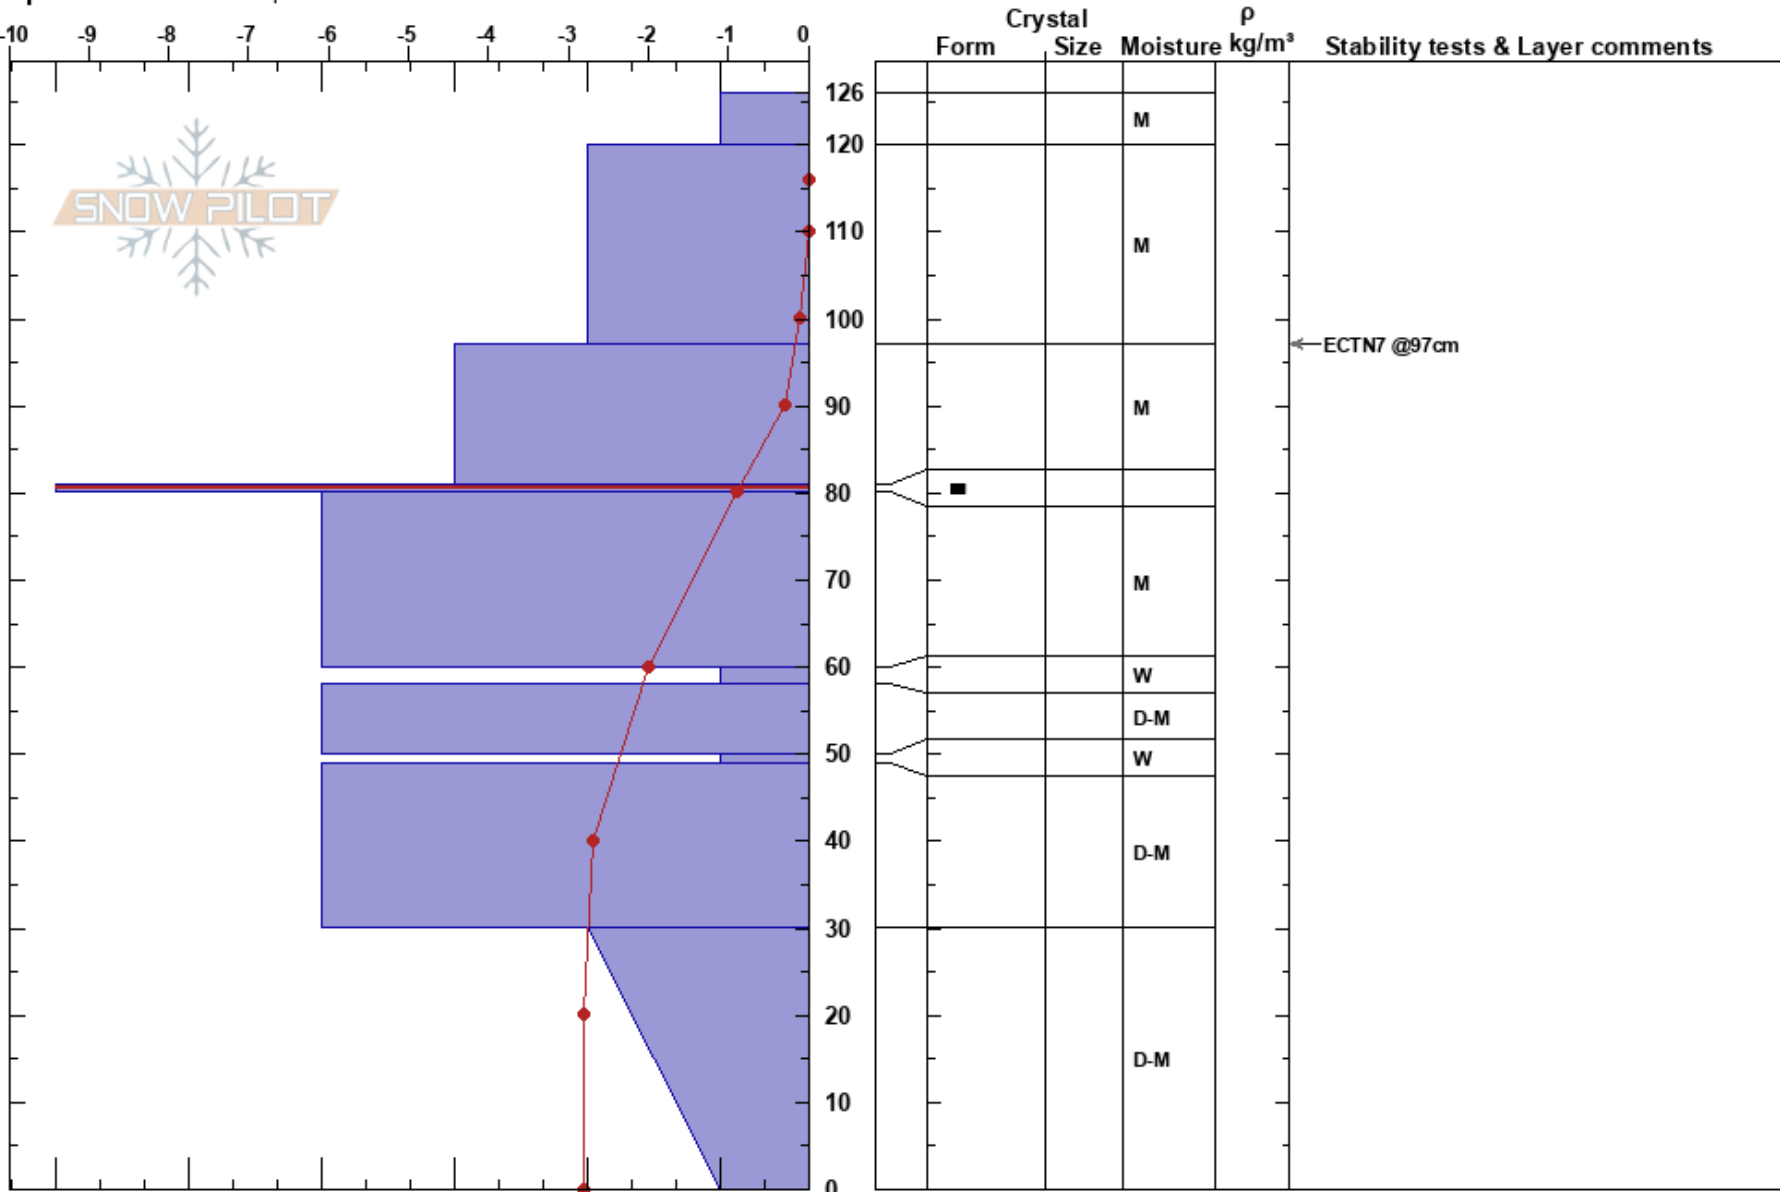 Crystal ρ
-10 -9 -8 -7 -6 -5 -4 -3 -2 -1 0 Form Size Moisture kg/m³ Stability tests & Layer comments
126
M
120
SNOW PILOT
110 M
100
ECTN7 @97cm
90 M
80
70 M
60
W
D-M
50 W
40 D-M
30
20
D-M
10
0